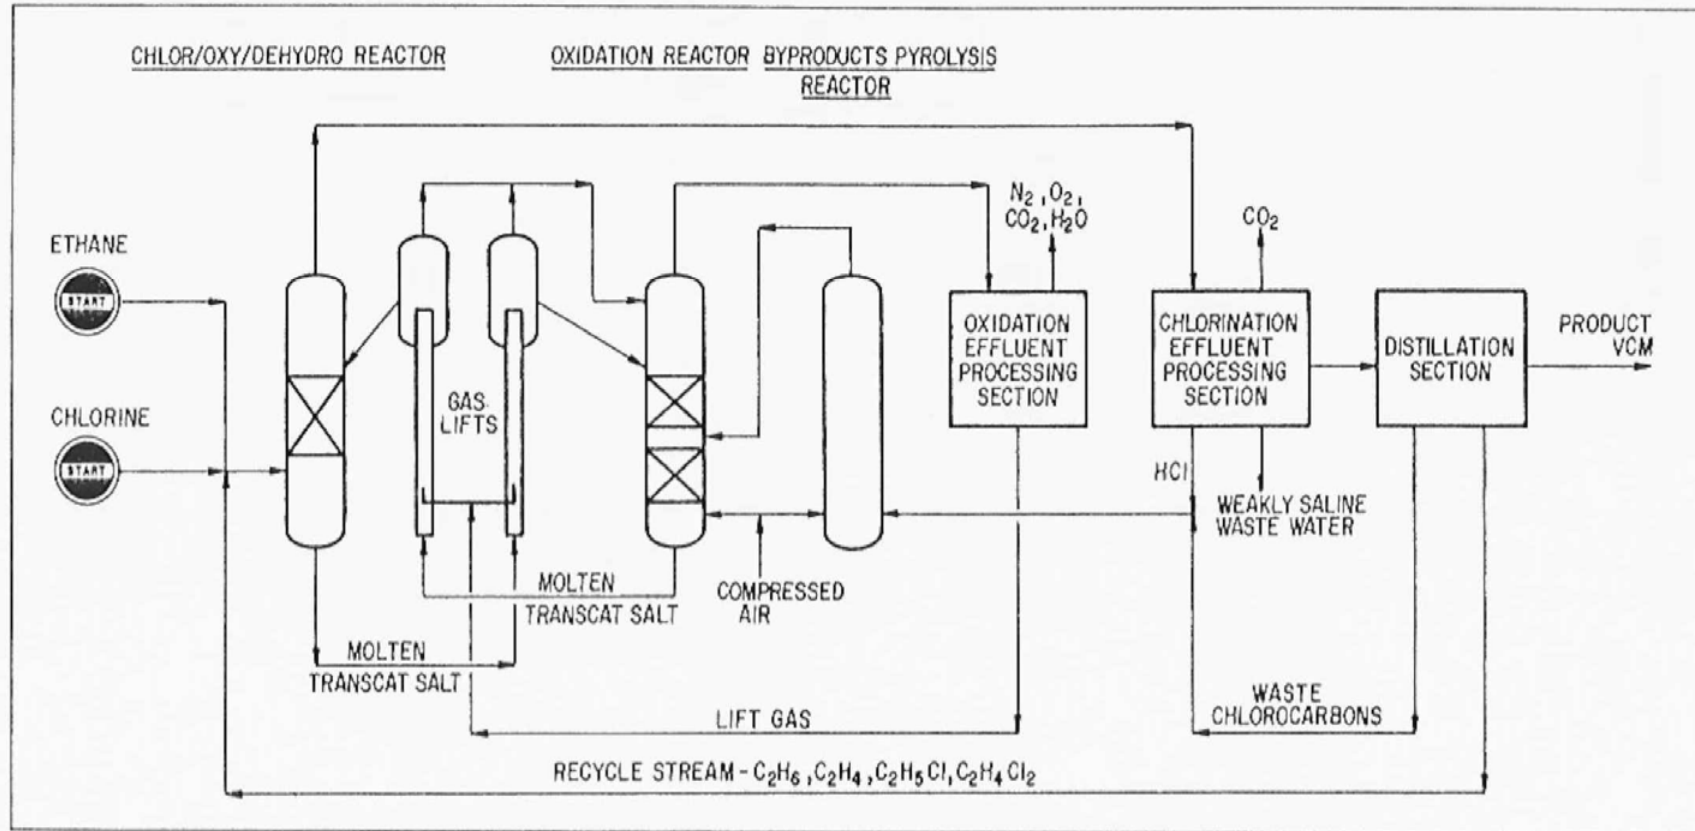 CHLOR/OXY/DEHYDRO REACTOR
OXIDATION REACTOR
BYPRODUCTS PYROLYSIS
REACTOR
ETHANE
START
CHLORINE
START
GAS-
LIFTS
MOLTEN
TRANSCAT SALT
MOLTEN
TRANSCAT SALT
COMPRESSED
AIR
N2,O2,
CO2,H2O
OXIDATION
EFFLUENT
PROCESSING
SECTION
CO2
CHLORINATION
EFFLUENT
PROCESSING
SECTION
DISTILLATION
SECTION
PRODUCT
VCM
HCl
WEAKLY SALINE
WASTE WATER
WASTE
CHLOROCARBONS
LIFT GAS
RECYCLE STREAM-C2H6,C2H4,C2H5Cl,C2H4Cl2